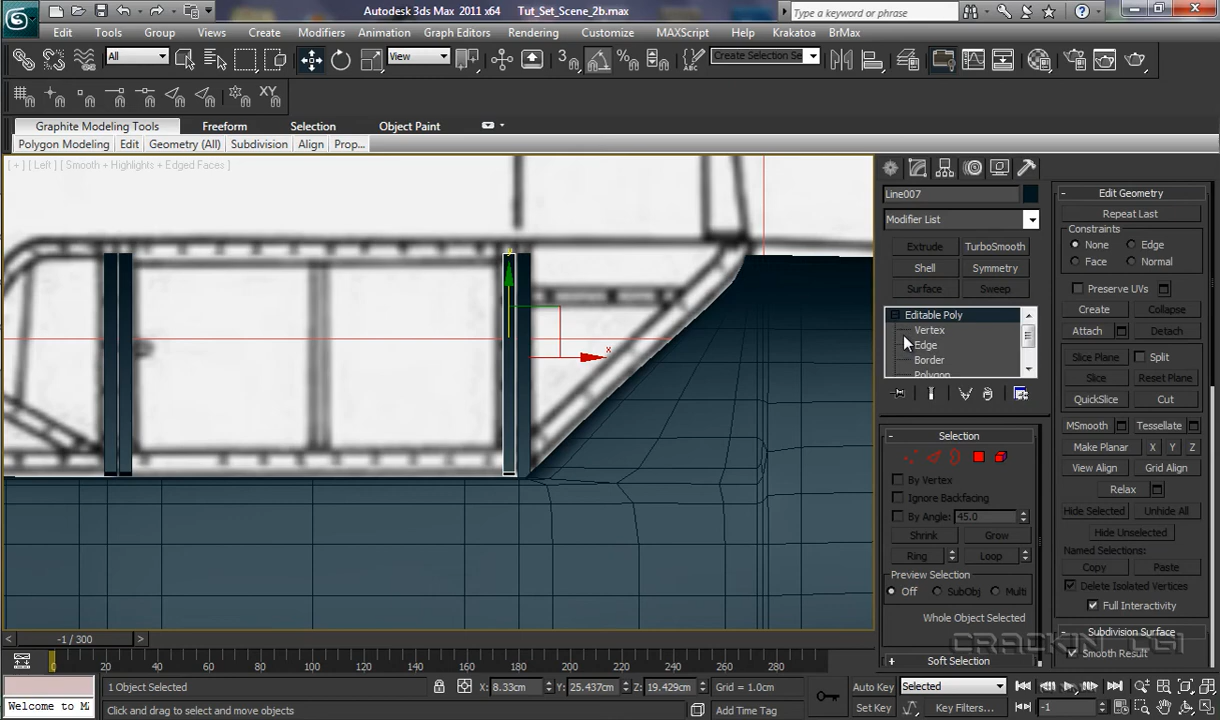 Autodesk 3ds Max 2011 x64 Tut_Set_Scene_2b.max Type a keyword or phrase
Edit Tools Group Views Create Modifiers Animation Graph Editors Rendering Customize MAXScript Help Krakatoa BrMax
All View 3 Create Selection Se
XY
Graphite Modeling Tools Freeform Selection Object Paint
Polygon Modeling Edit Geometry (All) Subdivision Align Prop...
[ + ] [ Left ] [ Smooth + Highlights + Edged Faces ]
y
x
Line007
Modifier List
Extrude TurboSmooth
Shell Symmetry
Surface Sweep
Editable Poly
Vertex
Edge
Border
Polygon
Selection
By Vertex
Ignore Backfacing
By Angle: 45.0
Shrink Grow
Ring Loop
Preview Selection
Off SubObj Multi
Whole Object Selected
Soft Selection
Edit Geometry
Repeat Last
Constraints
None Edge
Face Normal
Preserve UVs
Create Collapse
Attach Detach
Slice Plane Split
Slice Reset Plane
QuickSlice Cut
MSmooth Tessellate
Make Planar X Y Z
View Align Grid Align
Relax
Hide Selected Unhide All
Hide Unselected
Named Selections:
Copy Paste
Delete Isolated Vertices
Full Interactivity
Subdivision Surface
CRACKIN CGI
Smooth Result
< -1 / 300 >
0 20 40 60 80 100 120 140 160 180 200 220 240 260 280 300
1 Object Selected X: 8.33cm Y: 25.437cm Z: 19.429cm Grid = 1.0cm Auto Key Selected
Welcome to M Click and drag to select and move objects Add Time Tag Set Key Key Filters... -1